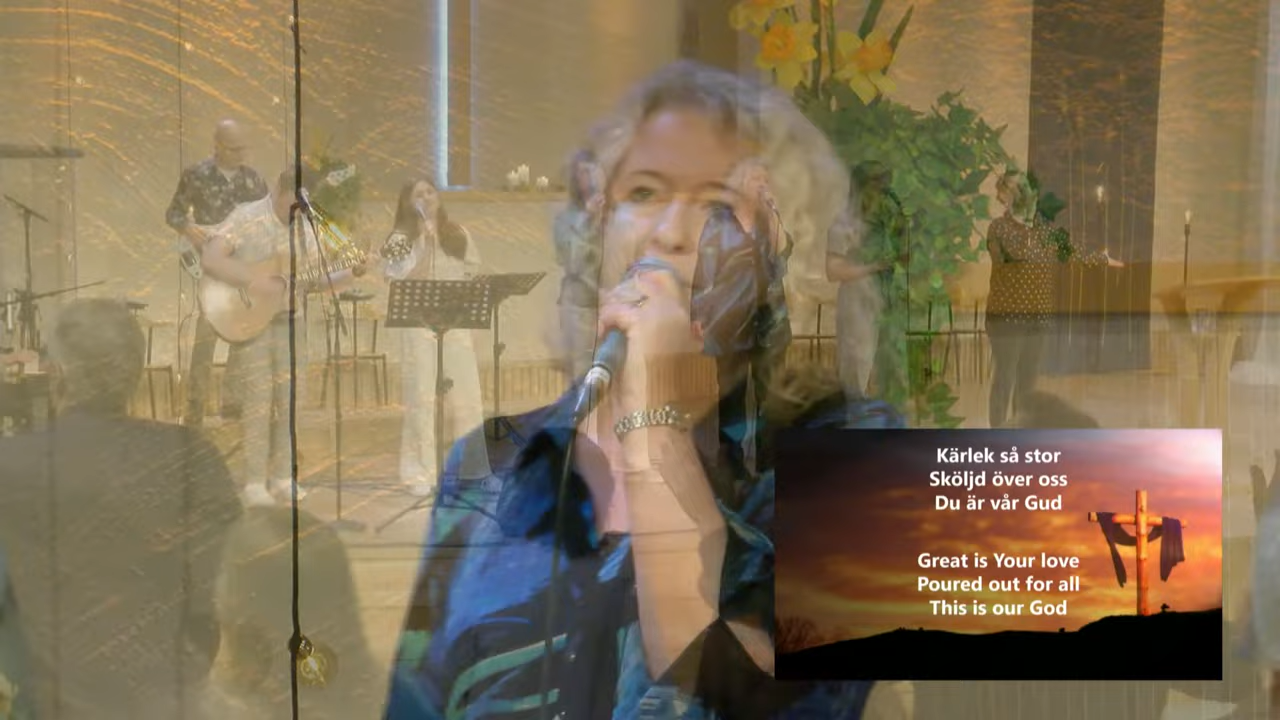 Kärlek så stor
Sköljd över oss
Du är vår Gud
Great is Your love
Poured out for all
This is our God